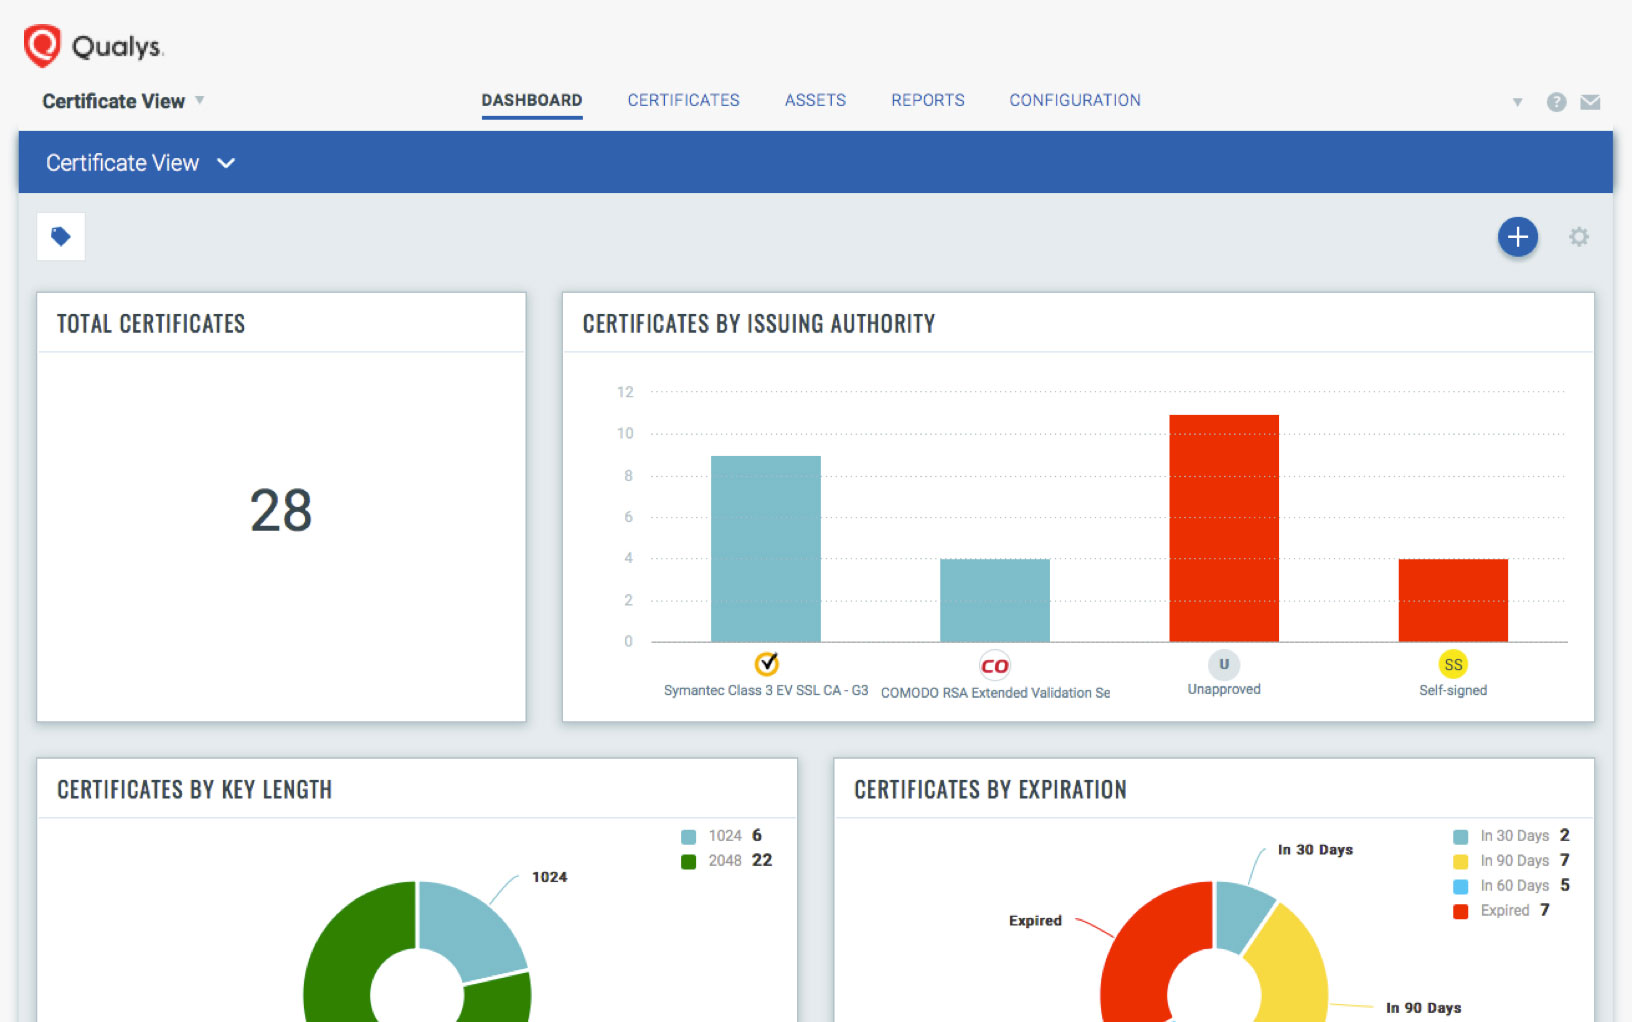 Qualys.
Certificate View
DASHBOARD CERTIFICATES ASSETS REPORTS CONFIGURATION
?
Certificate View
TOTAL CERTIFICATES
28
CERTIFICATES BY ISSUING AUTHORITY
12
10
8
6
4
2
0
CO
U
SS
Symantec Class 3 EV SSL CA - G3
COMODO RSA Extended Validation Se
Unapproved
Self-signed
CERTIFICATES BY KEY LENGTH
1024 6
2048 22
1024
CERTIFICATES BY EXPIRATION
In 30 Days 2
In 90 Days 7
In 60 Days 5
Expired 7
In 30 Days
Expired
In 90 Days